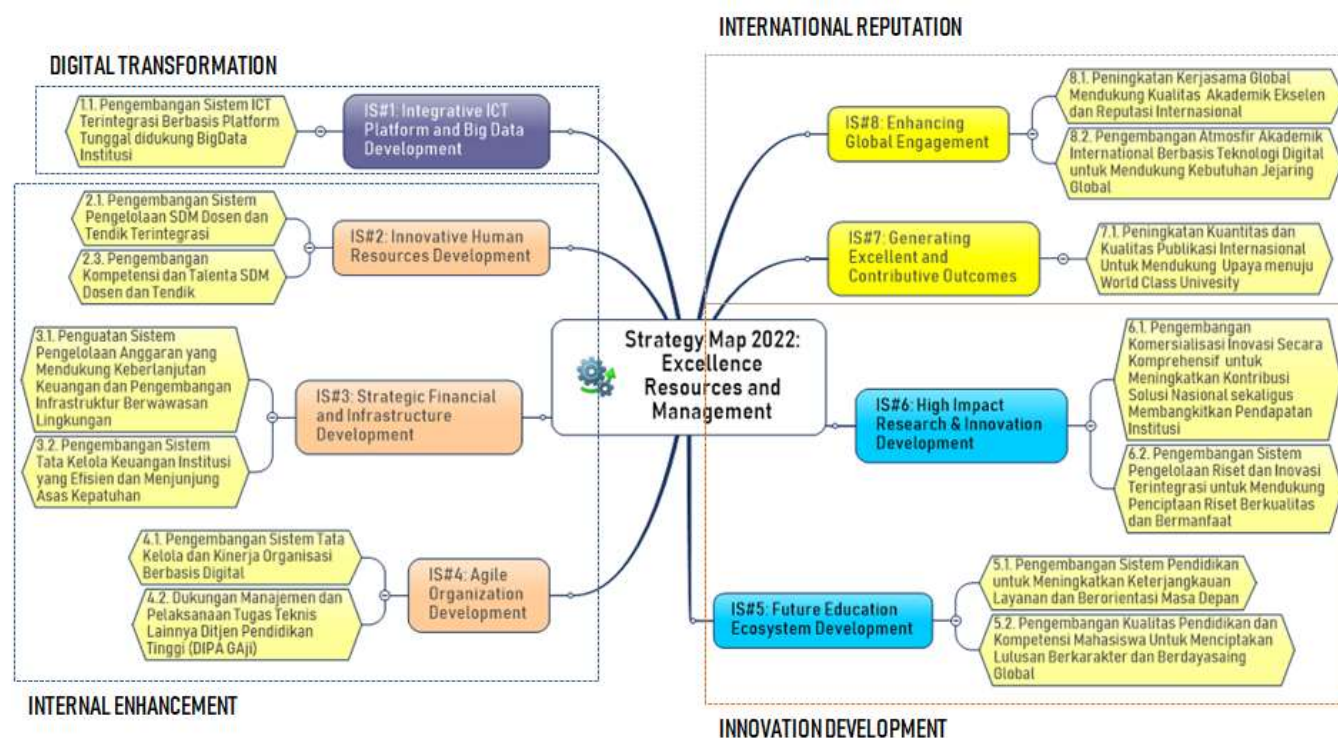 DIGITAL TRANSFORMATION
1.1. Pengembangan Sistem ICT
Terintegrasi Berbasis Platform
Tunggal didukung BigData
Institusi
IS#1: Integrative ICT
Platform and Big Data
Development
2.1. Pengembangan Sistem
Pengelolaan SDM Dosen dan
Tendik Terintegrasi
2.3. Pengembangan
Kompetensi dan Talenta SDM
Dosen dan Tendik
IS#2: Innovative Human
Resources Development
3.1. Penguatan Sistem
Pengelolaan Anggaran yang
Mendukung Keberlanjutan
Keuangan dan Pengembangan
Infrastruktur Berwawasan
Lingkungan
3.2. Pengembangan Sistem
Tata Kelola Keuangan Institusi
yang Efisien dan Menjunjung
Asas Kepatuhan
IS#3: Strategic Financial
and Infrastructure
Development
4.1. Pengembangan Sistem Tata
Kelola dan Kinerja Organisasi
Berbasis Digital
4.2. Dukungan Manajemen dan
Pelaksanaan Tugas Teknis
Lainnya Ditjen Pendidikan
Tinggi (DIPA GAji)
IS#4: Agile
Organization
Development
INTERNAL ENHANCEMENT
Strategy Map 2022:
Excellence
Resources and
Management
INTERNATIONAL REPUTATION
IS#8: Enhancing
Global Engagement
8.1. Peningkatan Kerjasama Global
Mendukung Kualitas Akademik Ekselen
dan Reputasi Internasional
8.2. Pengembangan Atmosfir Akademik
International Berbasis Teknologi Digital
untuk Mendukung Kebutuhan Jejaring
Global
IS#7: Generating
Excellent and
Contributive Outcomes
7.1. Peningkatan Kuantitas dan
Kualitas Publikasi Internasional
Untuk Mendukung Upaya menuju
World Class Univesity
IS#6: High Impact
Research & Innovation
Development
6.1. Pengembangan
Komersialisasi Inovasi Secara
Komprehensif untuk
Meningkatkan Kontribusi
Solusi Nasional sekaligus
Membangkitkan Pendapatan
Institusi
6.2. Pengembangan Sistem
Pengelolaan Riset dan Inovasi
Terintegrasi untuk Mendukung
Penciptaan Riset Berkualitas
dan Bermanfaat
IS#5: Future Education
Ecosystem Development
5.1. Pengembangan Sistem Pendidikan
untuk Meningkatkan Keterjangkauan
Layanan dan Berorientasi Masa Depan
5.2. Pengembangan Kualitas Pendidikan dan
Kompetensi Mahasiswa Untuk Menciptakan
Lulusan Berkarakter dan Berdayasaing
Global
INNOVATION DEVELOPMENT